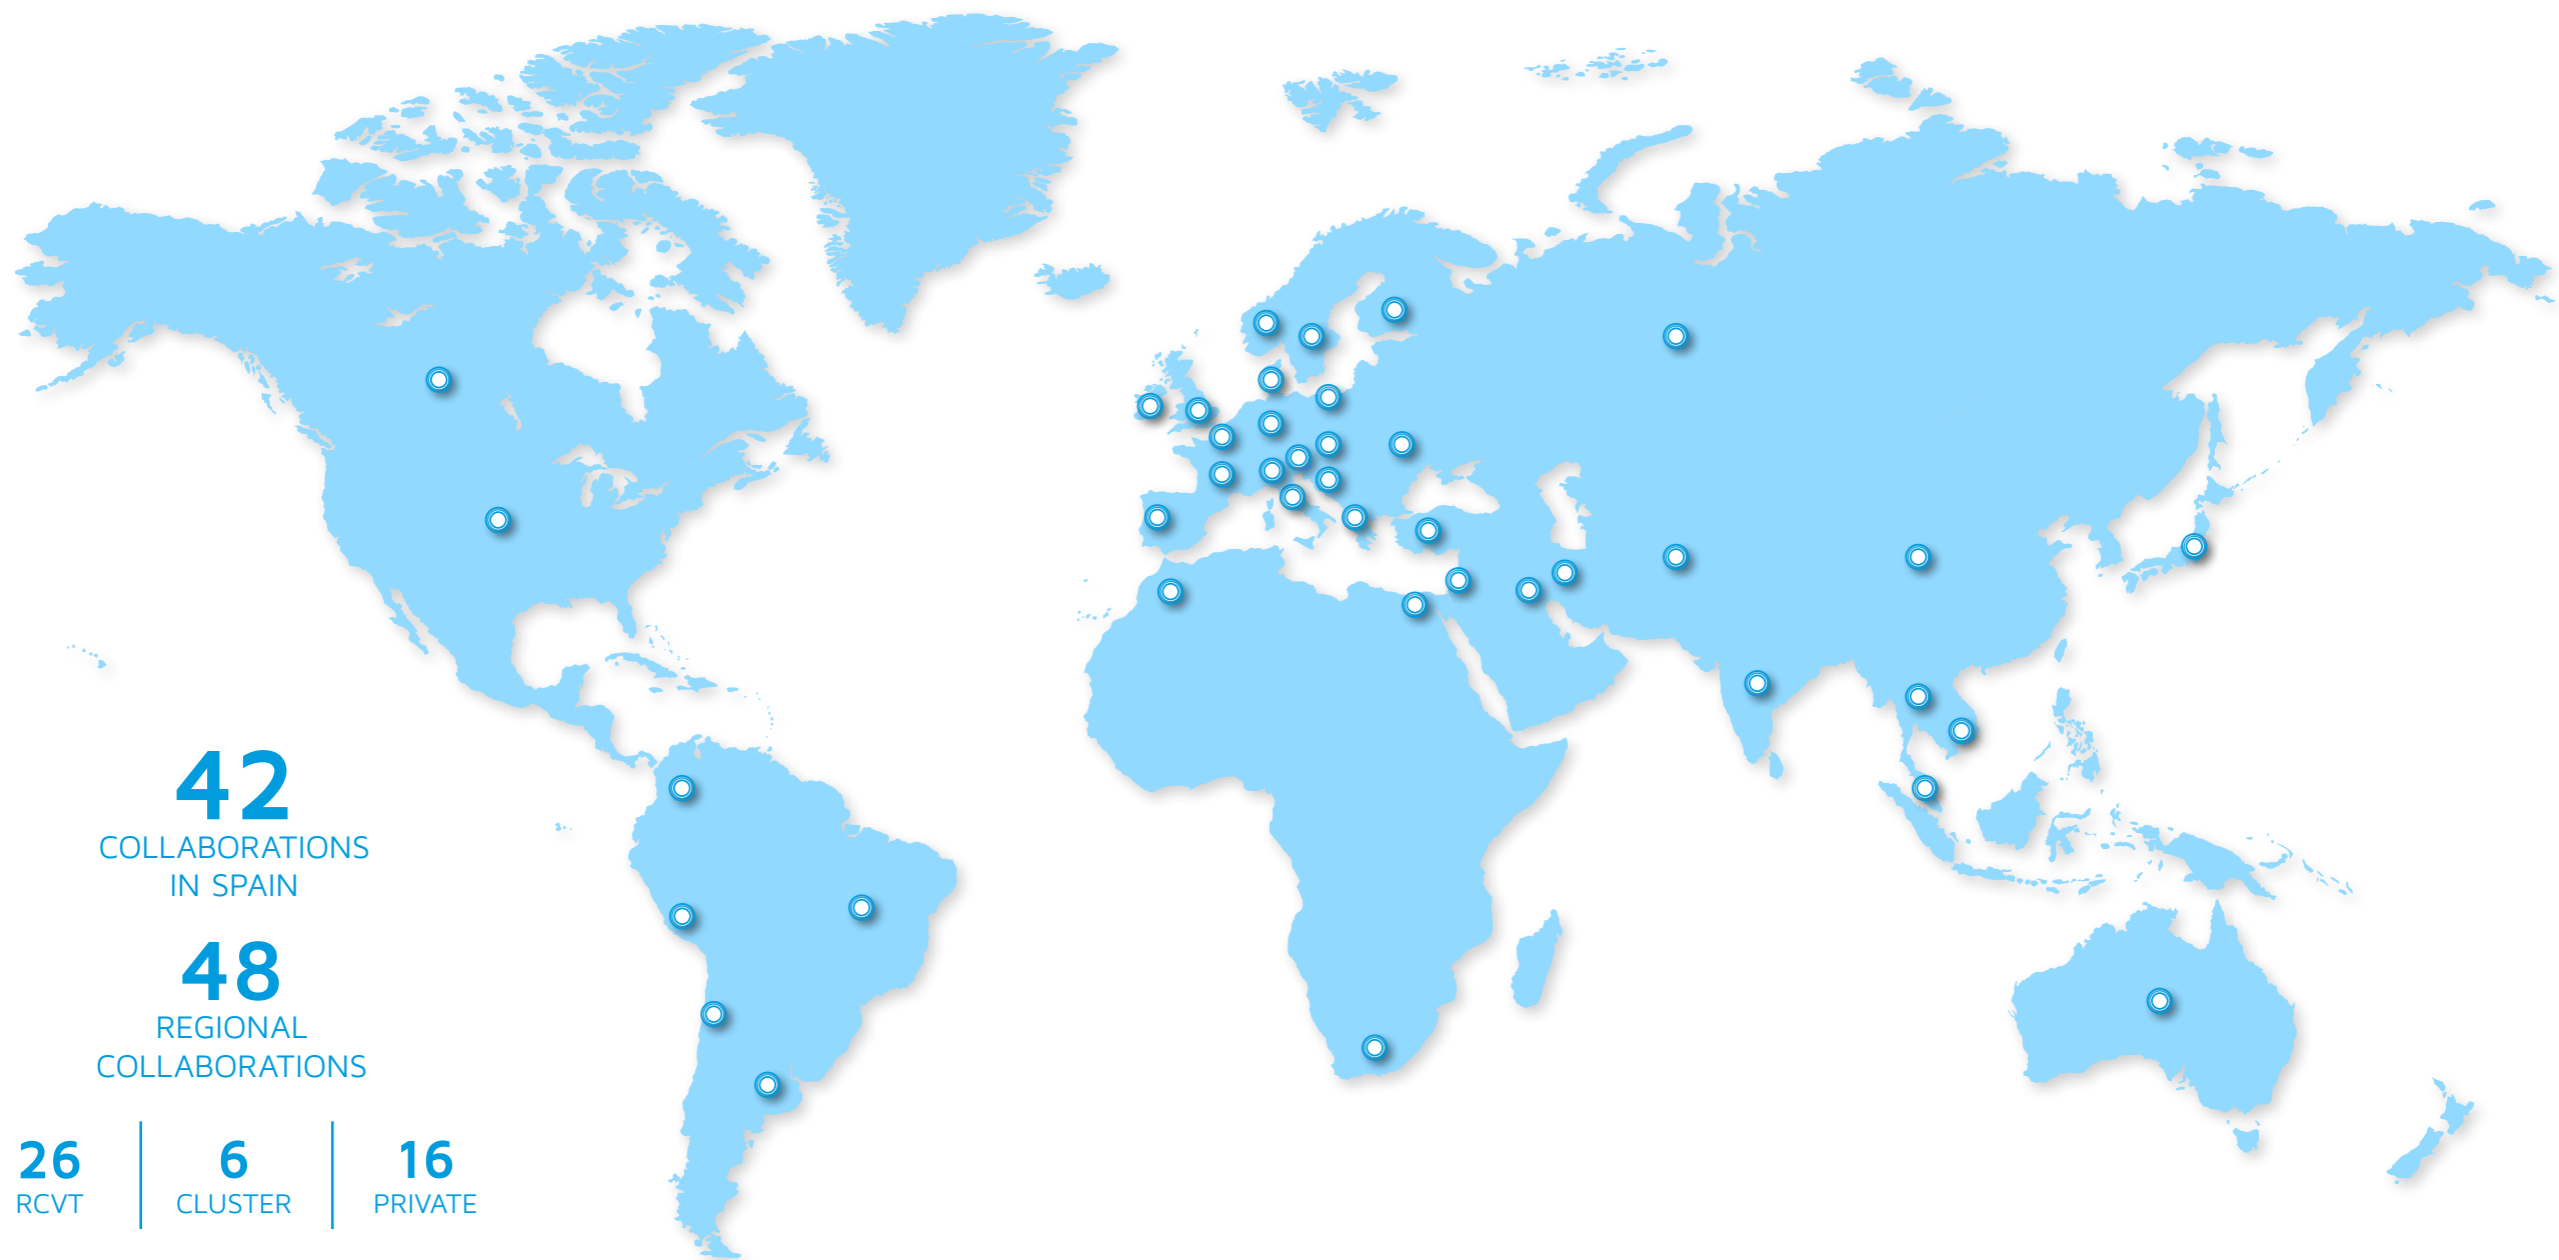 42
COLLABORATIONS
IN SPAIN
48
REGIONAL
COLLABORATIONS
26
RCVT
6
CLUSTER
16
PRIVATE